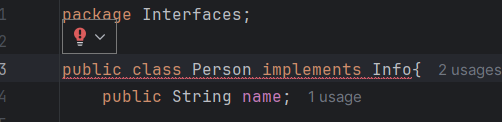 1 package Interfaces;
2
3 public class Person implements Info{ 2 usages
4 public String name; 1 usage